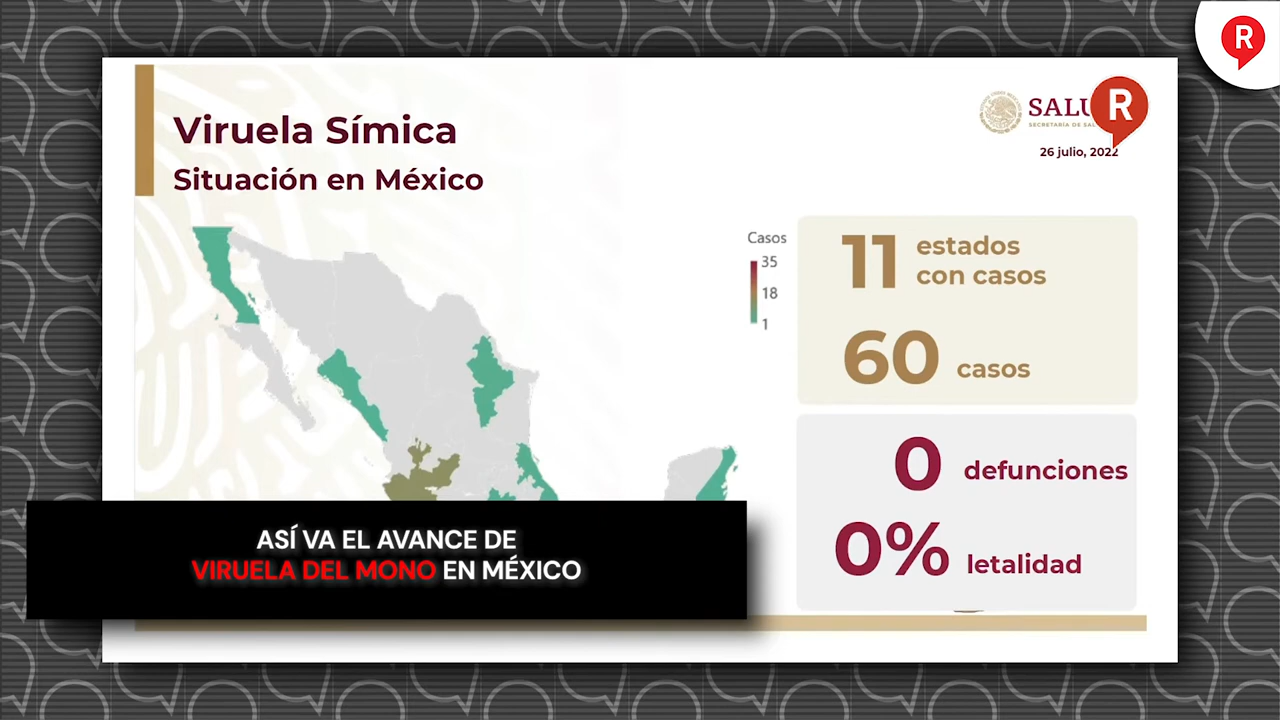 R
Viruela Símica
Situación en México
R
26 julio, 2022
Casos
35
18
1
11 estados
con casos
60 casos
0 defunciones
0% letalidad
ASÍ VA EL AVANCE DE
VIRUELA DEL MONO EN MÉXICO